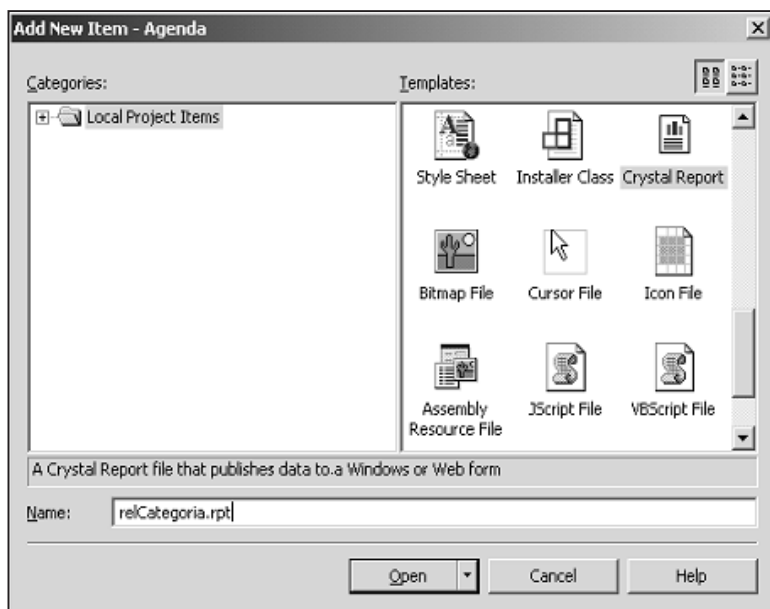 Add New Item - Agenda
Categories:
Templates:
Local Project Items
Style Sheet
Installer Class
Crystal Report
Bitmap File
Cursor File
Icon File
Assembly
Resource File
JScript File
VBScript File
A Crystal Report file that publishes data to.a Windows or Web form
Name:
relCategoria.rpt
Open
Cancel
Help